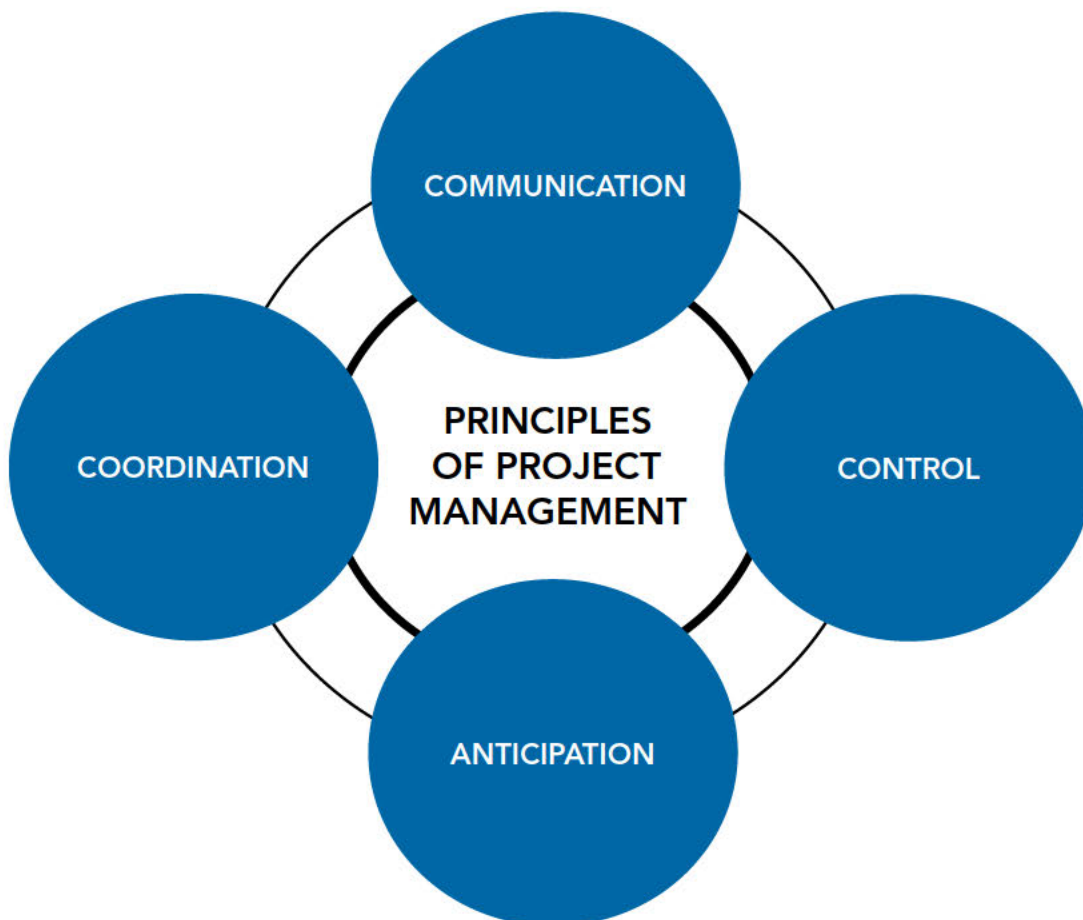 COMMUNICATION
COORDINATION
PRINCIPLES
OF PROJECT
MANAGEMENT
CONTROL
ANTICIPATION